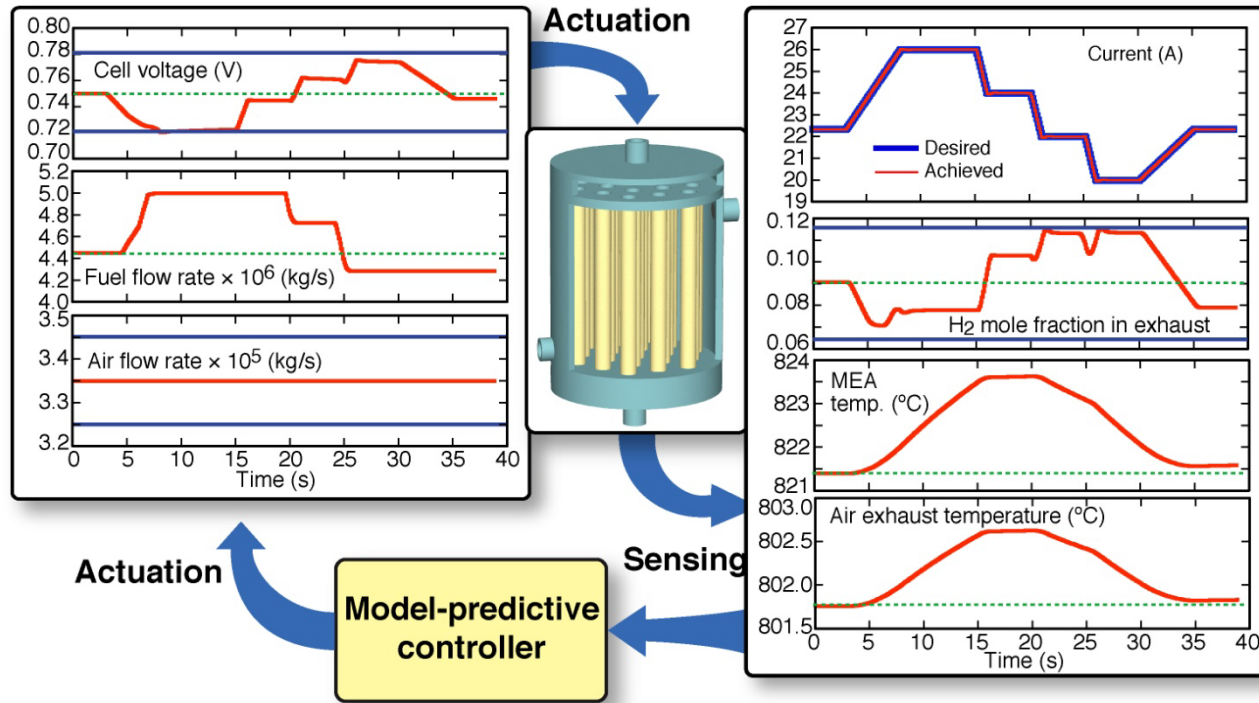 Actuation
0.80
0.78
0.76
0.74
0.72
0.70
Cell voltage (V)
5.2
5.0
4.8
4.6
4.4
4.2
4.0
Fuel flow rate × 10⁶ (kg/s)
3.5
3.4
3.3
3.2
Air flow rate × 10⁵ (kg/s)
0 5 10 15 20 25 30 35 40
Time (s)
26
25
24
23
22
21
20
19
Current (A)
Desired
Achieved
0.12
0.10
0.08
0.06
H₂ mole fraction in exhaust
824
823
822
821
MEA
temp. (ºC)
803.0
802.5
802.0
801.5
Air exhaust temperature (ºC)
0 5 10 15 20 25 30 35 40
Time (s)
Sensing
Actuation
Model-predictive
controller